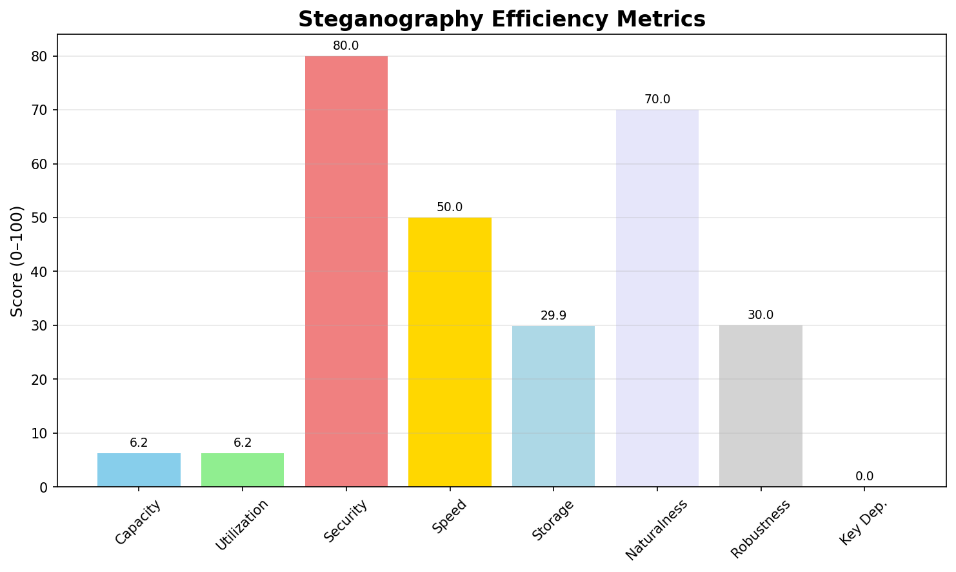 Steganography Efficiency Metrics
Score (0–100)
80
70
60
50
40
30
20
10
0
6.2
6.2
80.0
50.0
29.9
70.0
30.0
0.0
Capacity
Utilization
Security
Speed
Storage
Naturalness
Robustness
Key Dep.